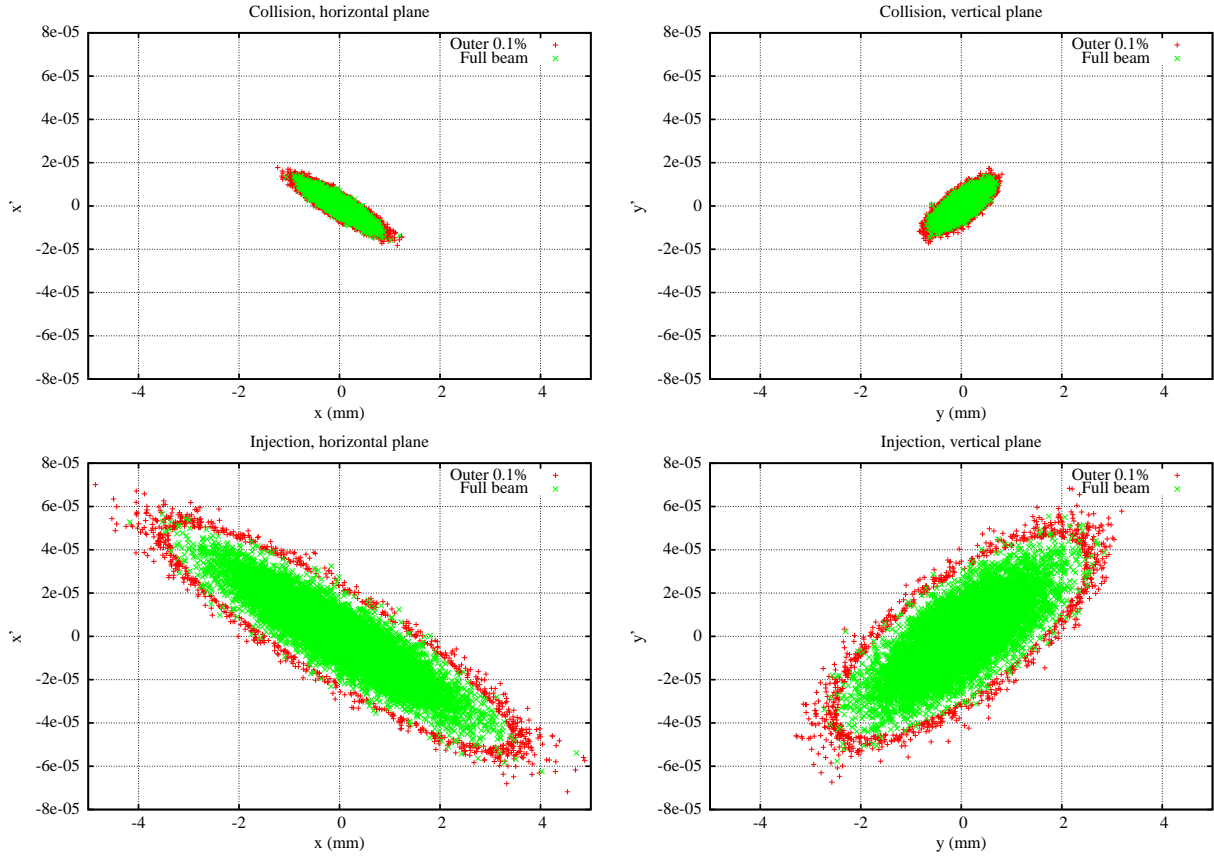 Collision, horizontal plane
8e-05
6e-05
4e-05
2e-05
0
-2e-05
-4e-05
-6e-05
-8e-05
x'
Outer 0.1%
Full beam
-4
-2
0
2
4
x (mm)
Collision, vertical plane
8e-05
6e-05
4e-05
2e-05
0
-2e-05
-4e-05
-6e-05
-8e-05
y'
Outer 0.1%
Full beam
-4
-2
0
2
4
y (mm)
Injection, horizontal plane
8e-05
6e-05
4e-05
2e-05
0
-2e-05
-4e-05
-6e-05
-8e-05
x'
Outer 0.1%
Full beam
-4
-2
0
2
4
x (mm)
Injection, vertical plane
8e-05
6e-05
4e-05
2e-05
0
-2e-05
-4e-05
-6e-05
-8e-05
y'
Outer 0.1%
Full beam
-4
-2
0
2
4
y (mm)